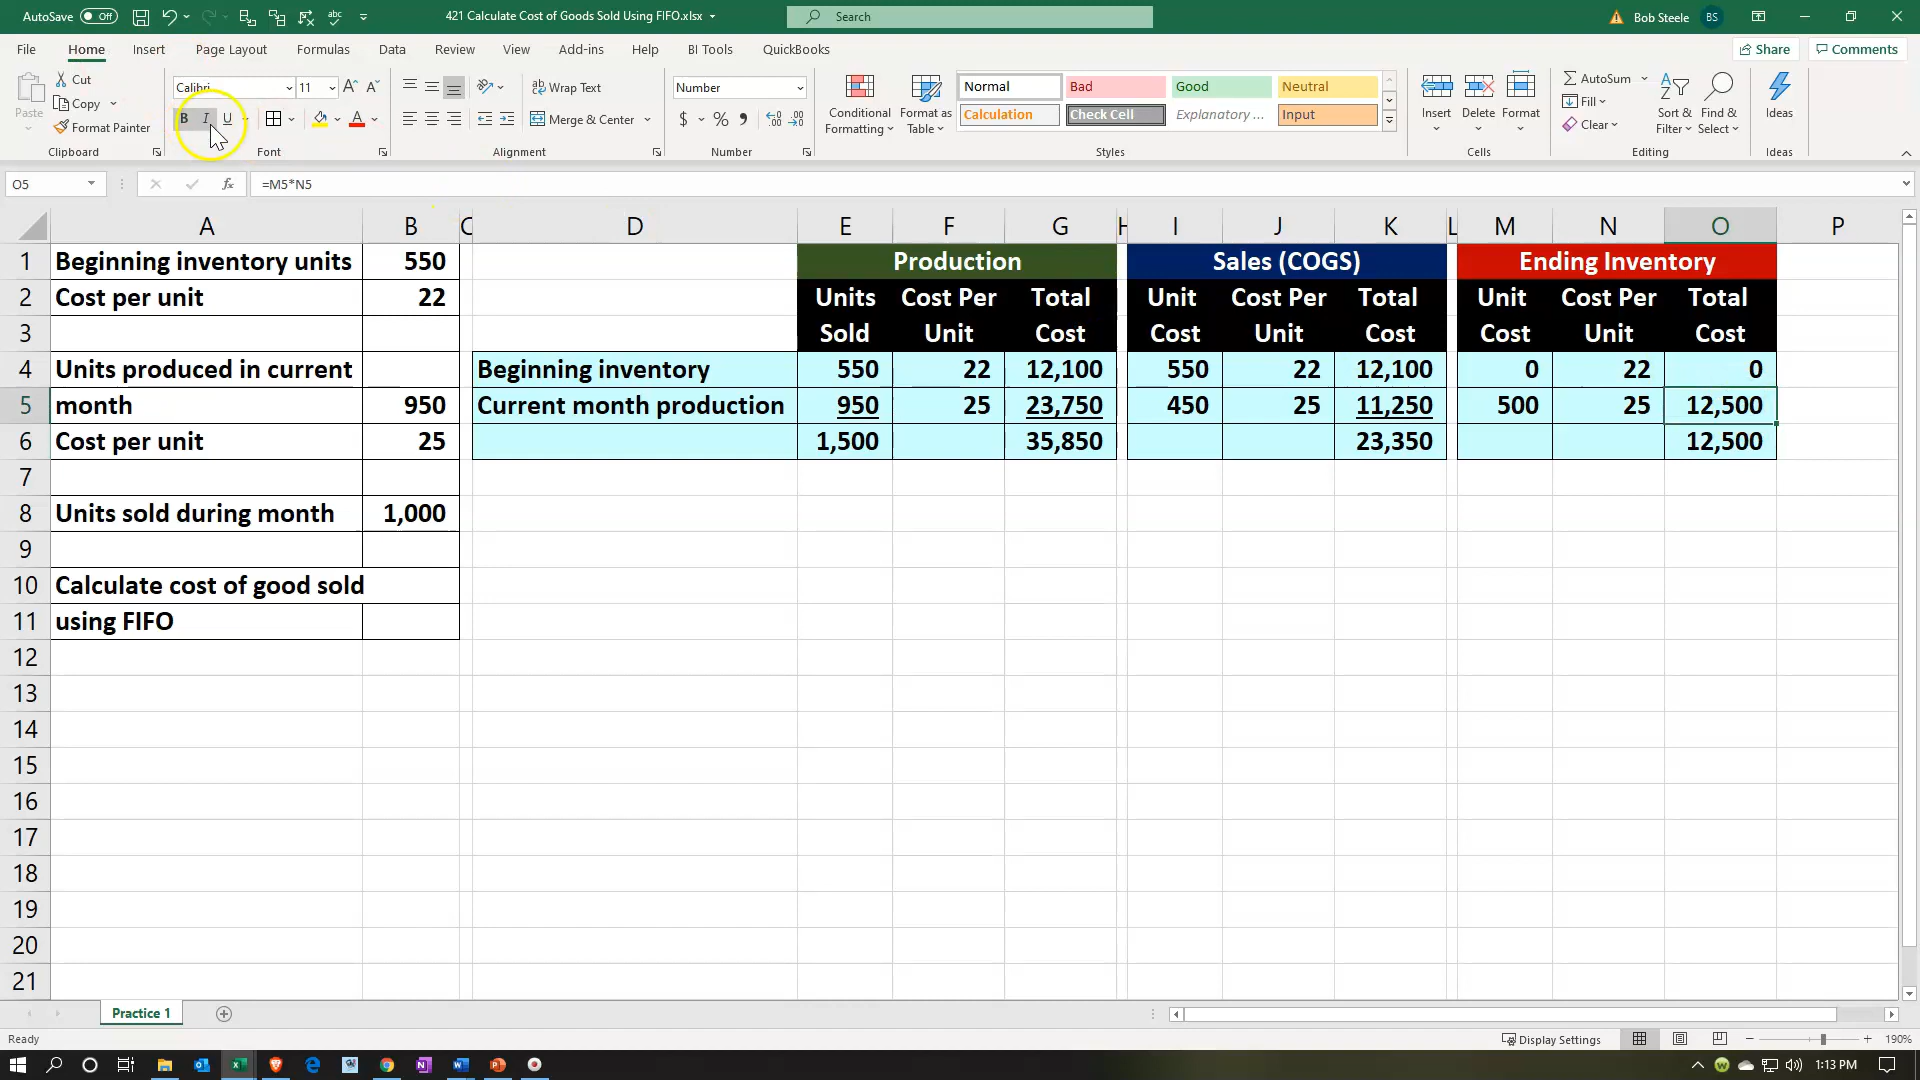 AutoSave Off
421 Calculate Cost of Goods Sold Using FIFO.xlsx
Search
Bob Steele BS
File Home Insert Page Layout Formulas Data Review View Add-ins Help BI Tools QuickBooks Share Comments
Paste
Cut
Copy
Format Painter
Clipboard
Calibri 11
B I U
Font
Wrap Text
Merge & Center
Alignment
Number
$ % 9
Number
Conditional Formatting
Format as Table
Normal Bad Good Neutral
Calculation Check Cell Explanatory ... Input
Styles
Insert Delete Format
Cells
AutoSum
Fill
Clear
Sort & Filter
Find & Select
Editing
Ideas
Ideas
O5 fx =M5*N5
A B C D E F G H I J K L M N O P
1 Beginning inventory units 550 Production Sales (COGS) Ending Inventory
2 Cost per unit 22 Units Cost Per Total Unit Cost Per Total Unit Cost Per Total
3 Sold Unit Cost Cost Unit Cost Cost Unit Cost
4 Units produced in current Beginning inventory 550 22 12,100 550 22 12,100 0 22 0
5 month 950 Current month production 950 25 23,750 450 25 11,250 500 25 12,500
6 Cost per unit 25 1,500 35,850 23,350 12,500
7
8 Units sold during month 1,000
9
10 Calculate cost of good sold
11 using FIFO
12
13
14
15
16
17
18
19
20
21
Practice 1
Ready
Display Settings
190%
1:13 PM